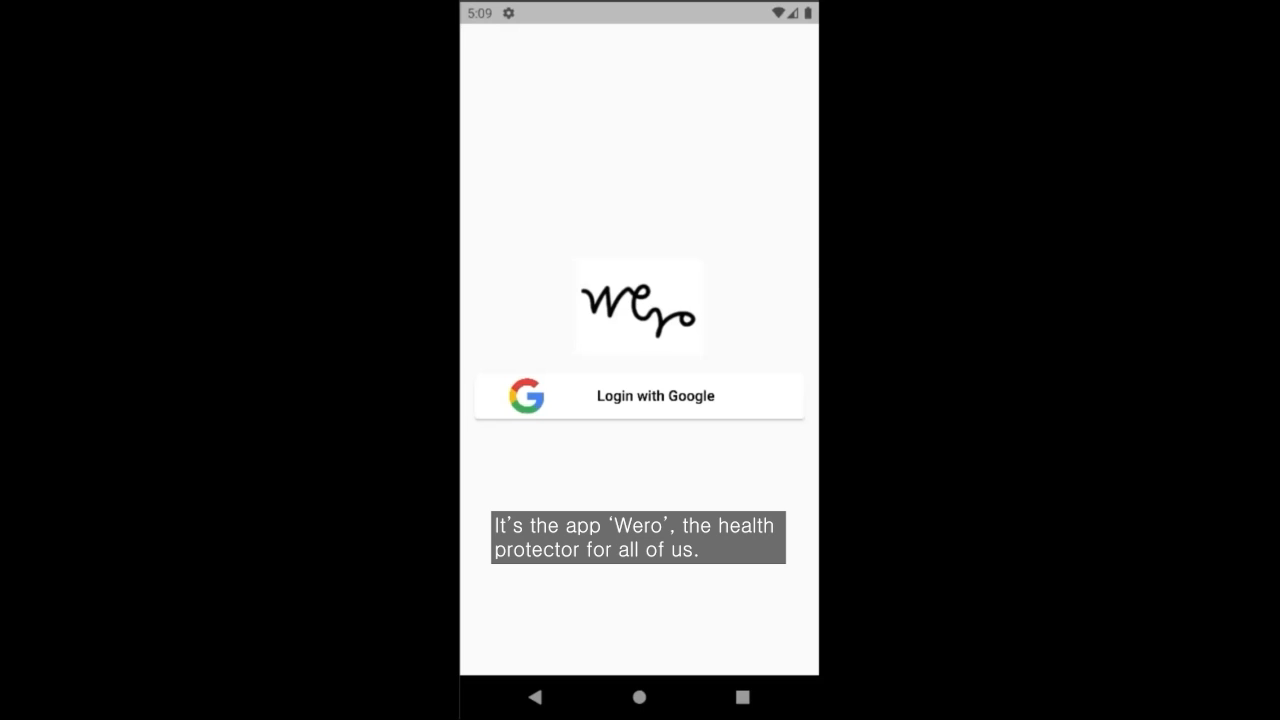 5:09
wero
Login with Google
It's the app ‘Wero’, the health
protector for all of us.